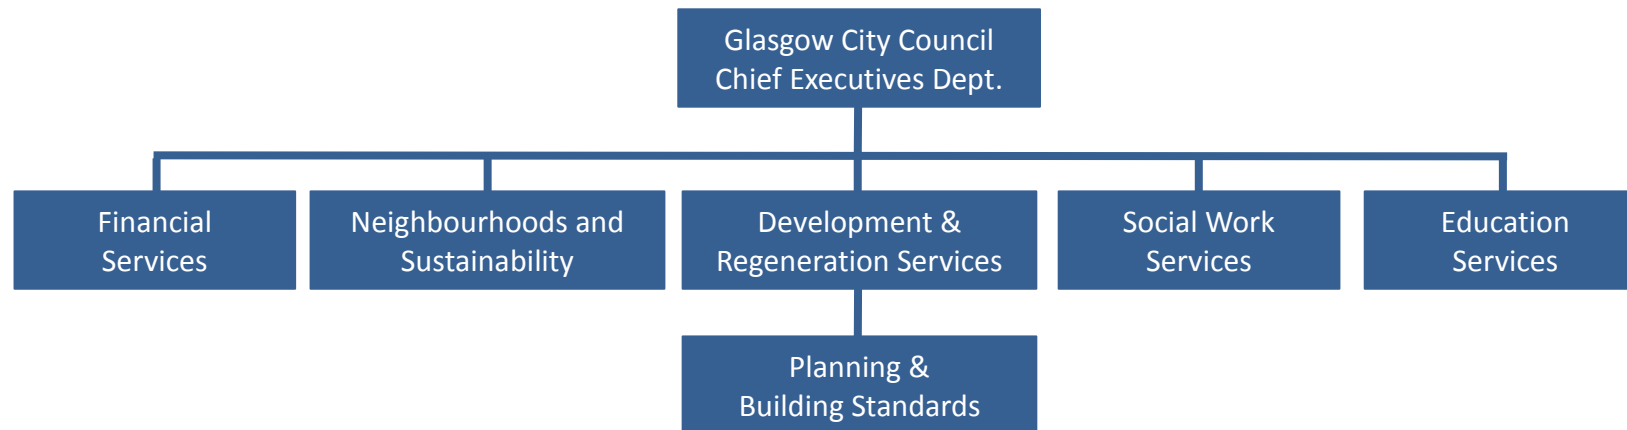 Glasgow City Council
Chief Executives Dept.
Financial
Services
Neighbourhoods and
Sustainability
Development &
Regeneration Services
Social Work
Services
Education
Services
Planning &
Building Standards